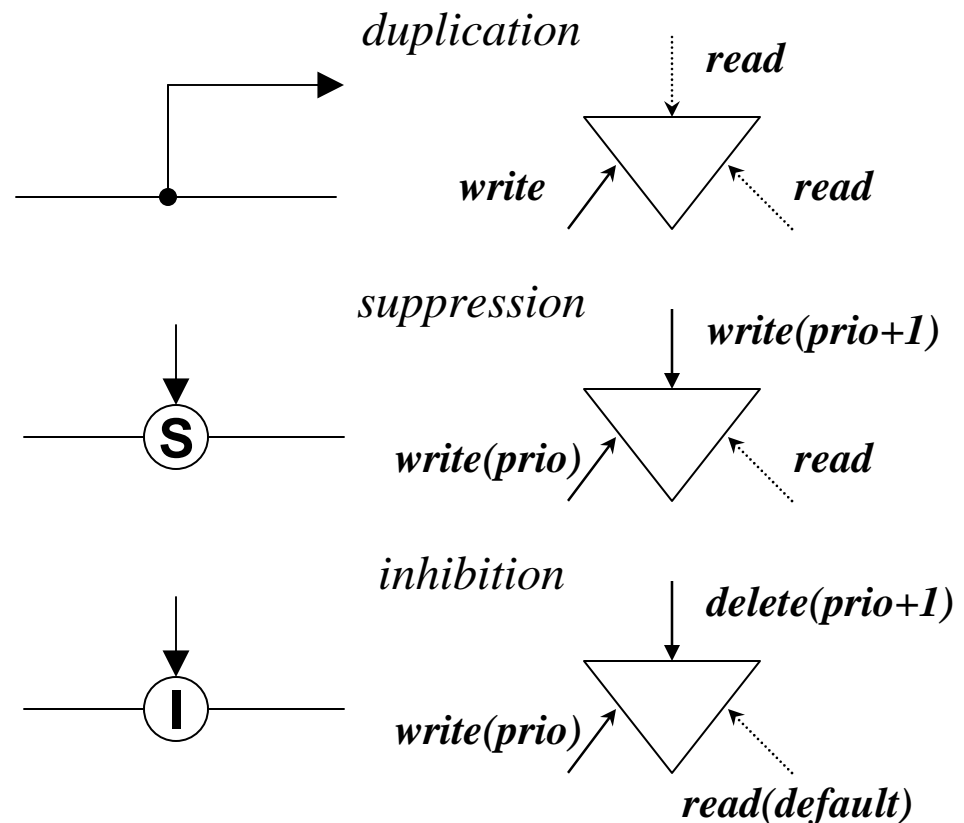 duplication
read
write
read
suppression
write(prio+1)
S
write(prio)
read
inhibition
delete(prio+1)
I
write(prio)
read(default)